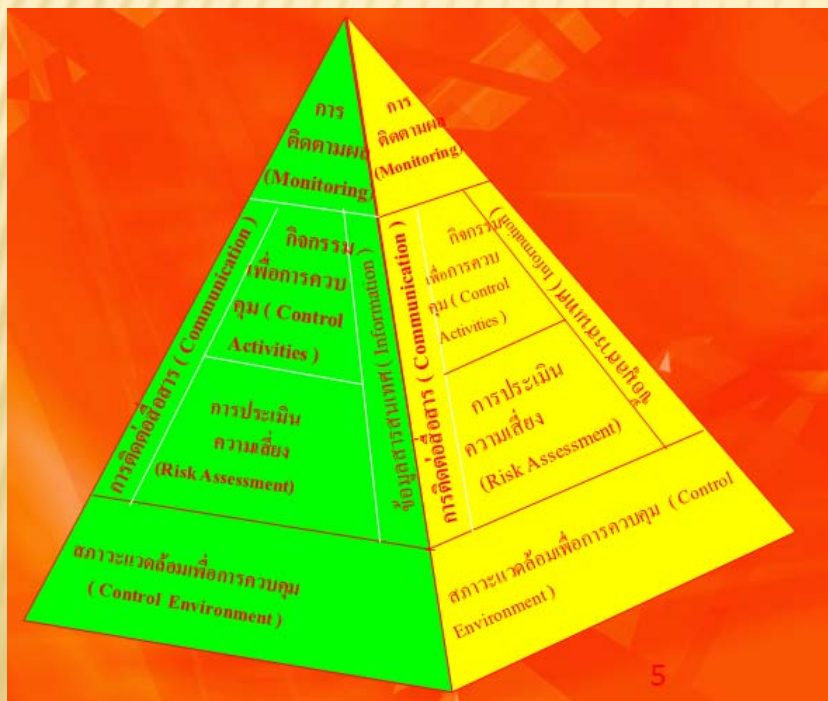 การ
ติดตามผล
(Monitoring)
การติดต่อสื่อสาร ( Communication )
กิจกรรม
เพื่อการควบ
คุม ( Control
Activities )
ข้อมูลสารสนเทศ ( Information )
การประเมิน
ความเสี่ยง
(Risk Assessment)
สภาวะแวดล้อมเพื่อการควบคุม
( Control Environment )
การ
ติดตามผล
(Monitoring)
การติดต่อสื่อสาร ( Communication )
กิจกรรม
เพื่อการควบ
คุม ( Control
Activities )
ข้อมูลสารสนเทศ ( Information )
การประเมิน
ความเสี่ยง
(Risk Assessment)
สภาวะแวดล้อมเพื่อการควบคุม ( Control
Environment )
5